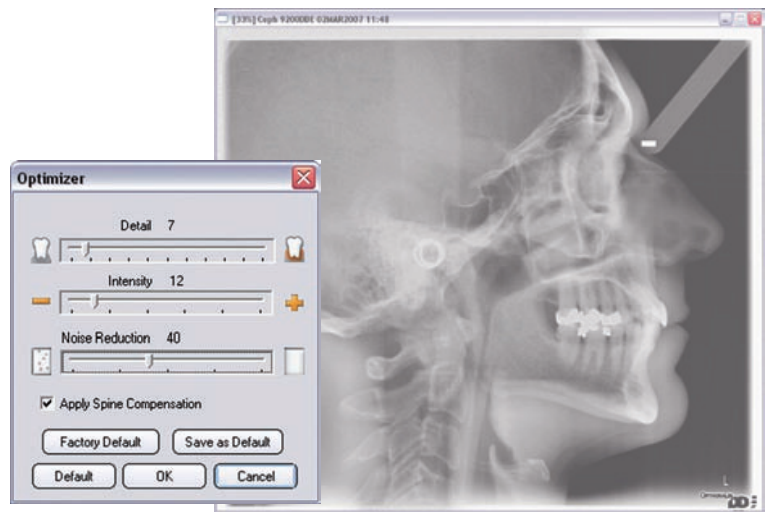 [33%] Ceph 9200DDE 02MAR2007 11:48
Optimizer
Detail 7
Intensity 12
Noise Reduction 40
Apply Spine Compensation
Factory Default
Save as Default
Default
OK
Cancel
L